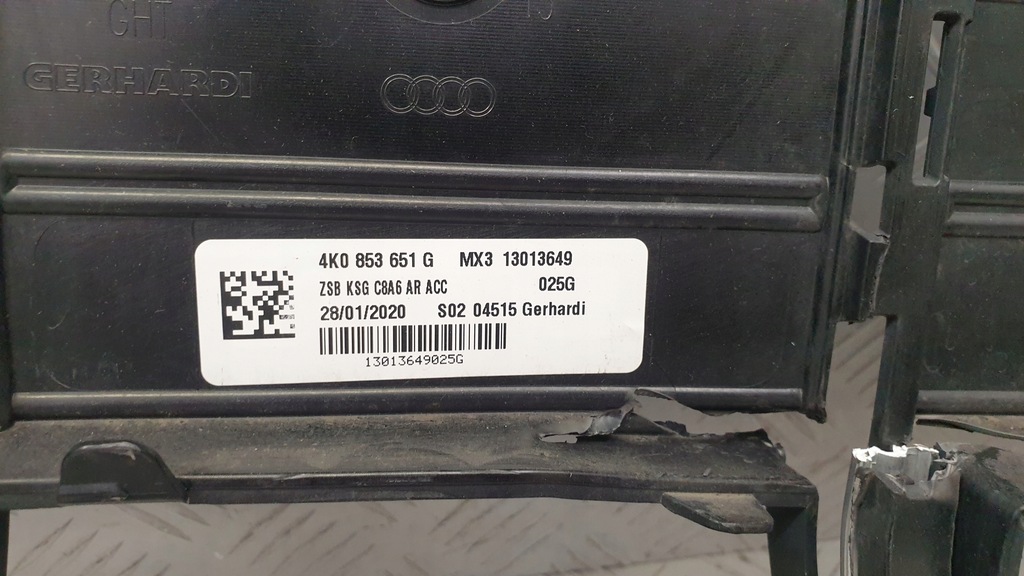 GHT
GERHARDI
4K0 853 651 G MX3 13013649
ZSB KSG C8A6 AR ACC 025G
28/01/2020 S02 04515 Gerhardi
13013649025G